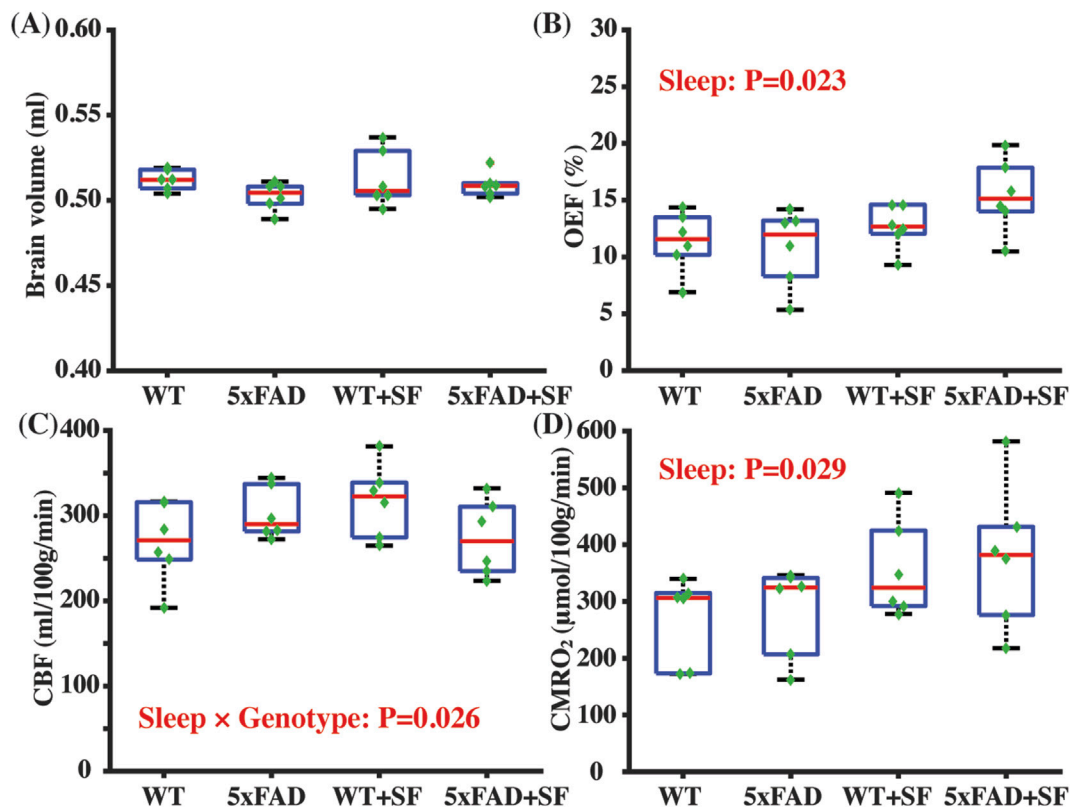 (A)
Brain volume (ml)
0.60
0.55
0.50
0.45
0.40
WT
5xFAD
WT+SF
5xFAD+SF
(B)
OEF (%)
30
25
20
15
10
5
0
Sleep: P=0.023
WT
5xFAD
WT+SF
5xFAD+SF
(C)
CBF (ml/100g/min)
400
300
200
100
0
Sleep × Genotype: P=0.026
WT
5xFAD
WT+SF
5xFAD+SF
(D)
CMRO₂ (μmol/100g/min)
600
500
400
300
200
100
0
Sleep: P=0.029
WT
5xFAD
WT+SF
5xFAD+SF